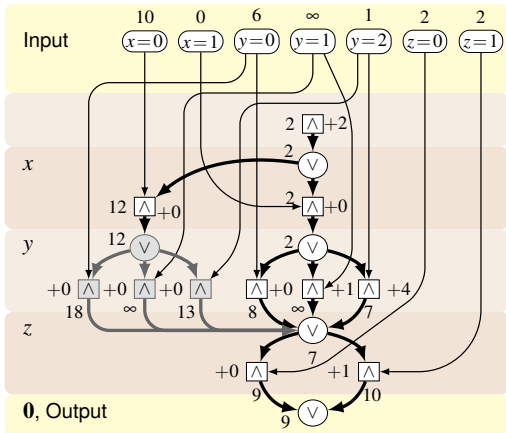 10 0 6 ∞ 1 2 2
Input x=0 x=1 y=0 y=1 y=2 z=0 z=1
2 ∧ +2
x 2 ∨
12 ∧ +0 2 ∧ +0
y 12 ∨ 2 ∨
+0 ∧ +0 ∧ +0 ∧ ∧ +0 ∧ +1 ∧ +4
18 ∞ 13 8 ∞ 7
z ∨
7
+0 ∧ +1 ∧
9 10
0, Output 9 ∨